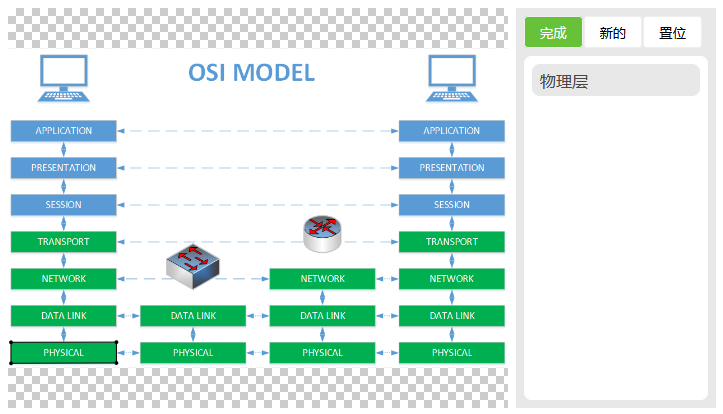 OSI MODEL
APPLICATION
APPLICATION
PRESENTATION
PRESENTATION
SESSION
SESSION
TRANSPORT
TRANSPORT
NETWORK
NETWORK
NETWORK
DATA LINK
DATA LINK
DATA LINK
DATA LINK
PHYSICAL
PHYSICAL
PHYSICAL
PHYSICAL
完成
新的
置位
物理层